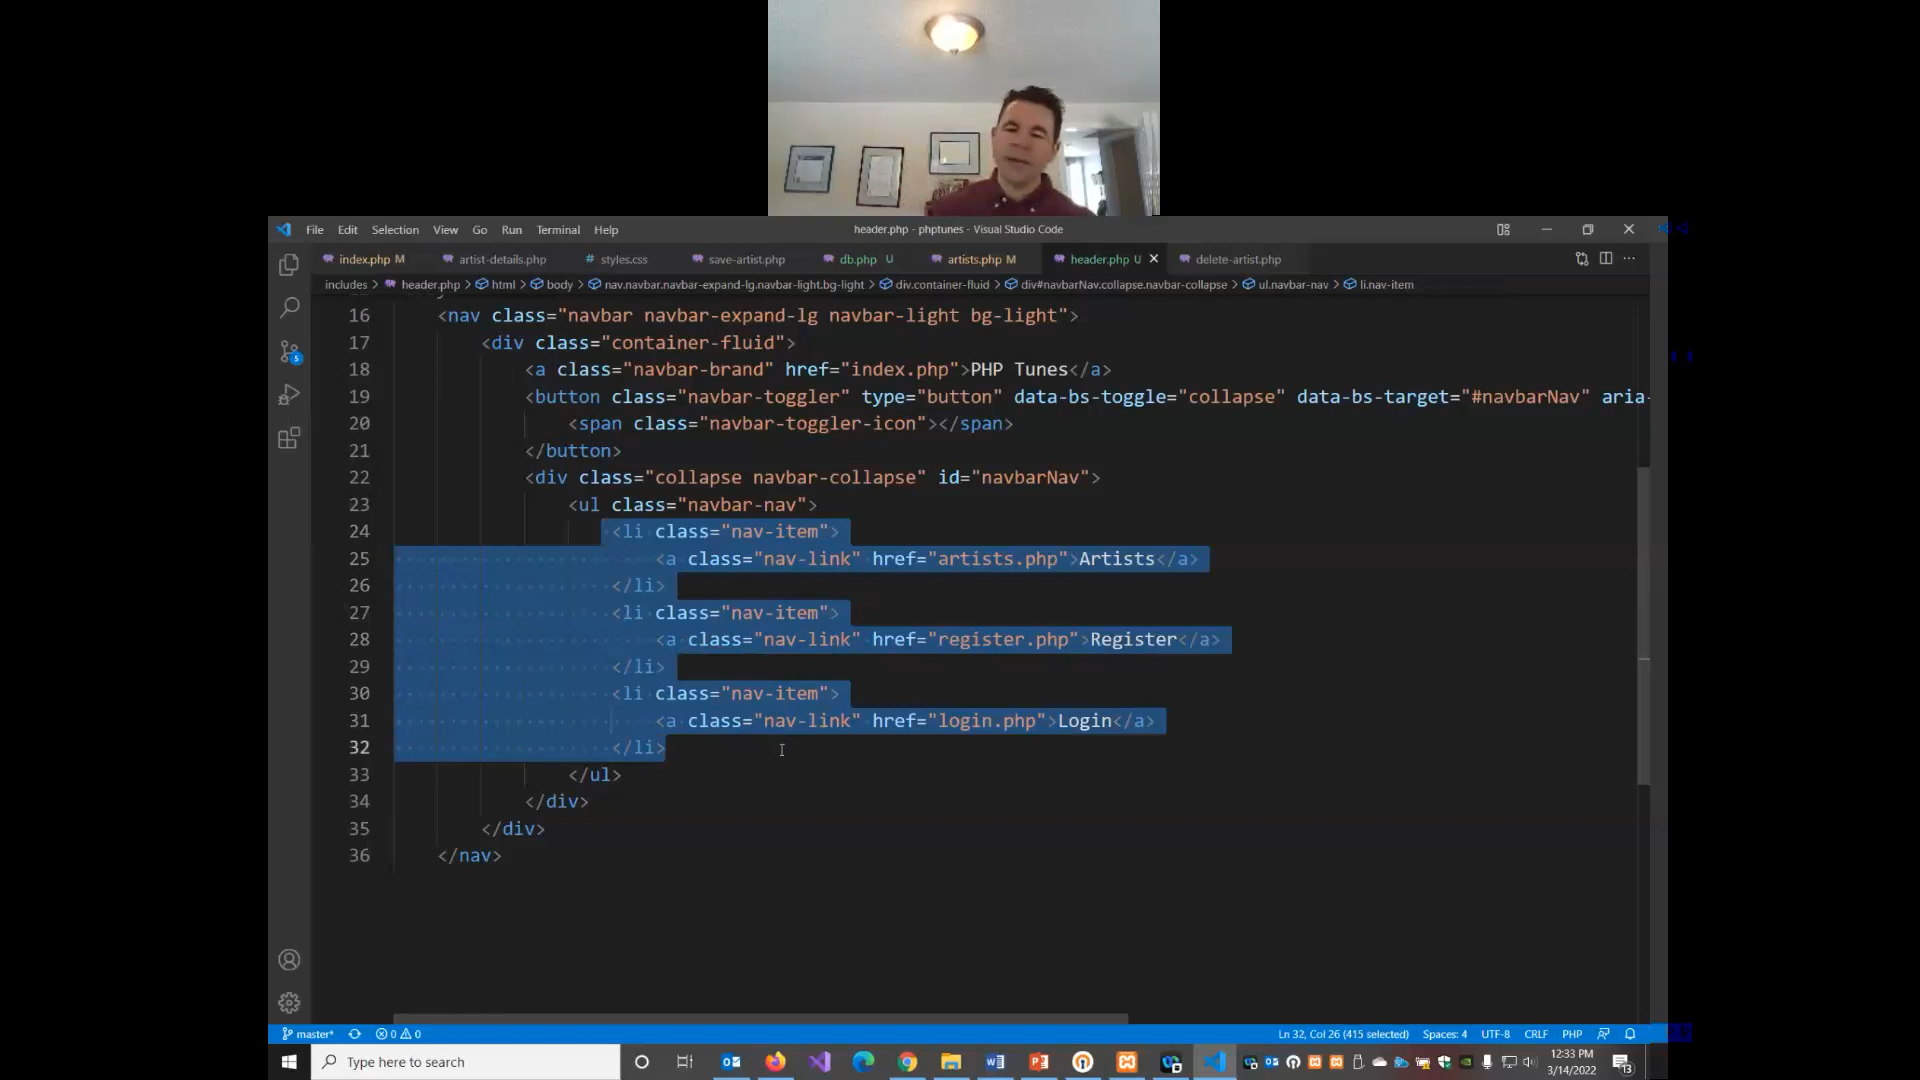 File Edit Selection View Go Run Terminal Help
header.php - phptunes - Visual Studio Code
index.php M
artist-details.php
# styles.css
save-artist.php
db.php U
artists.php M
header.php U
delete-artist.php
includes > header.php > html > body > nav.navbar.navbar-expand-lg.navbar-light.bg-light > div.container-fluid > div#navbarNav.collapse.navbar-collapse > ul.navbar-nav > li.nav-item
16 <nav class="navbar navbar-expand-lg navbar-light bg-light">
17 <div class="container-fluid">
18 <a class="navbar-brand" href="index.php">PHP Tunes</a>
19 <button class="navbar-toggler" type="button" data-bs-toggle="collapse" data-bs-target="#navbarNav" aria-
20 <span class="navbar-toggler-icon"></span>
21 </button>
22 <div class="collapse navbar-collapse" id="navbarNav">
23 <ul class="navbar-nav">
24 <li class="nav-item">
25 <a class="nav-link" href="artists.php">Artists</a>
26 </li>
27 <li class="nav-item">
28 <a class="nav-link" href="register.php">Register</a>
29 </li>
30 <li class="nav-item">
31 <a class="nav-link" href="login.php">Login</a>
32 </li>
33 </ul>
34 </div>
35 </div>
36 </nav>
5
master* 0 0
Ln 32, Col 26 (415 selected) Spaces: 4 UTF-8 CRLF PHP
Type here to search
12:33 PM
3/14/2022
13